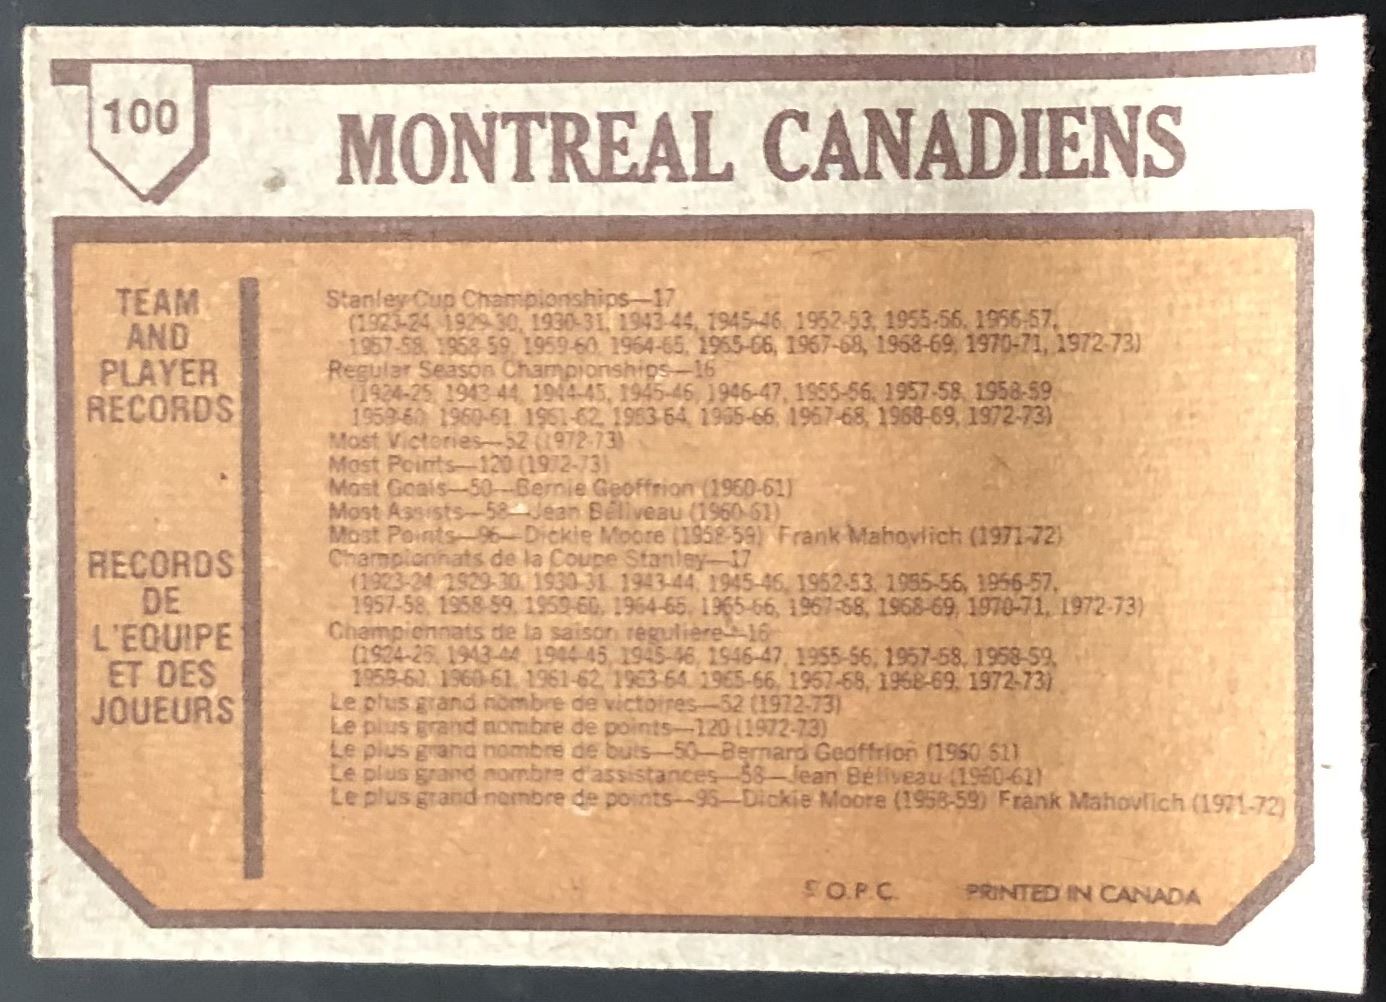 100
MONTREAL CANADIENS
TEAM
AND
PLAYER
RECORDS
Stanley Cup Championships—17
(1923-24, 1929-30, 1930-31, 1943-44, 1945-46, 1952-53, 1955-56, 1956-57,
1957-58, 1958-59, 1959-60, 1964-65, 1965-66, 1967-68, 1968-69, 1970-71, 1972-73)
Regular Season Championships—16
(1924-25, 1943-44, 1944-45, 1945-46, 1946-47, 1955-56, 1957-58, 1958-59
1959-60, 1960-61, 1961-62, 1963-64, 1965-66, 1967-68, 1968-69, 1972-73)
Most Victories—52 (1972-73)
Most Points—120 (1972-73)
Most Goals—50—Bernie Geoffrion (1960-61)
Most Assists—58—Jean Béliveau (1960-61)
Most Points—96—Dickie Moore (1958-59) Frank Mahovlich (1971-72)
RECORDS
DE
L'EQUIPE
ET DES
JOUEURS
Championnats de la Coupe Stanley—17
(1923-24, 1929-30, 1930-31, 1943-44, 1945-46, 1952-53, 1955-56, 1956-57,
1957-58, 1958-59, 1959-60, 1964-65, 1965-66, 1967-68, 1968-69, 1970-71, 1972-73)
Championnats de la saison régulière—16
(1924-25, 1943-44, 1944-45, 1945-46, 1946-47, 1955-56, 1957-58, 1958-59,
1959-60, 1960-61, 1961-62, 1963-64, 1965-66, 1967-68, 1968-69, 1972-73)
Le plus grand nombre de victoires—52 (1972-73)
Le plus grand nombre de points—120 (1972-73)
Le plus grand nombre de buts—50—Bernard Geoffrion (1960-61)
Le plus grand nombre d'assistances—58—Jean Béliveau (1960-61)
Le plus grand nombre de points—96—Dickie Moore (1958-59) Frank Mahovlich (1971-72)
O.P.C. PRINTED IN CANADA